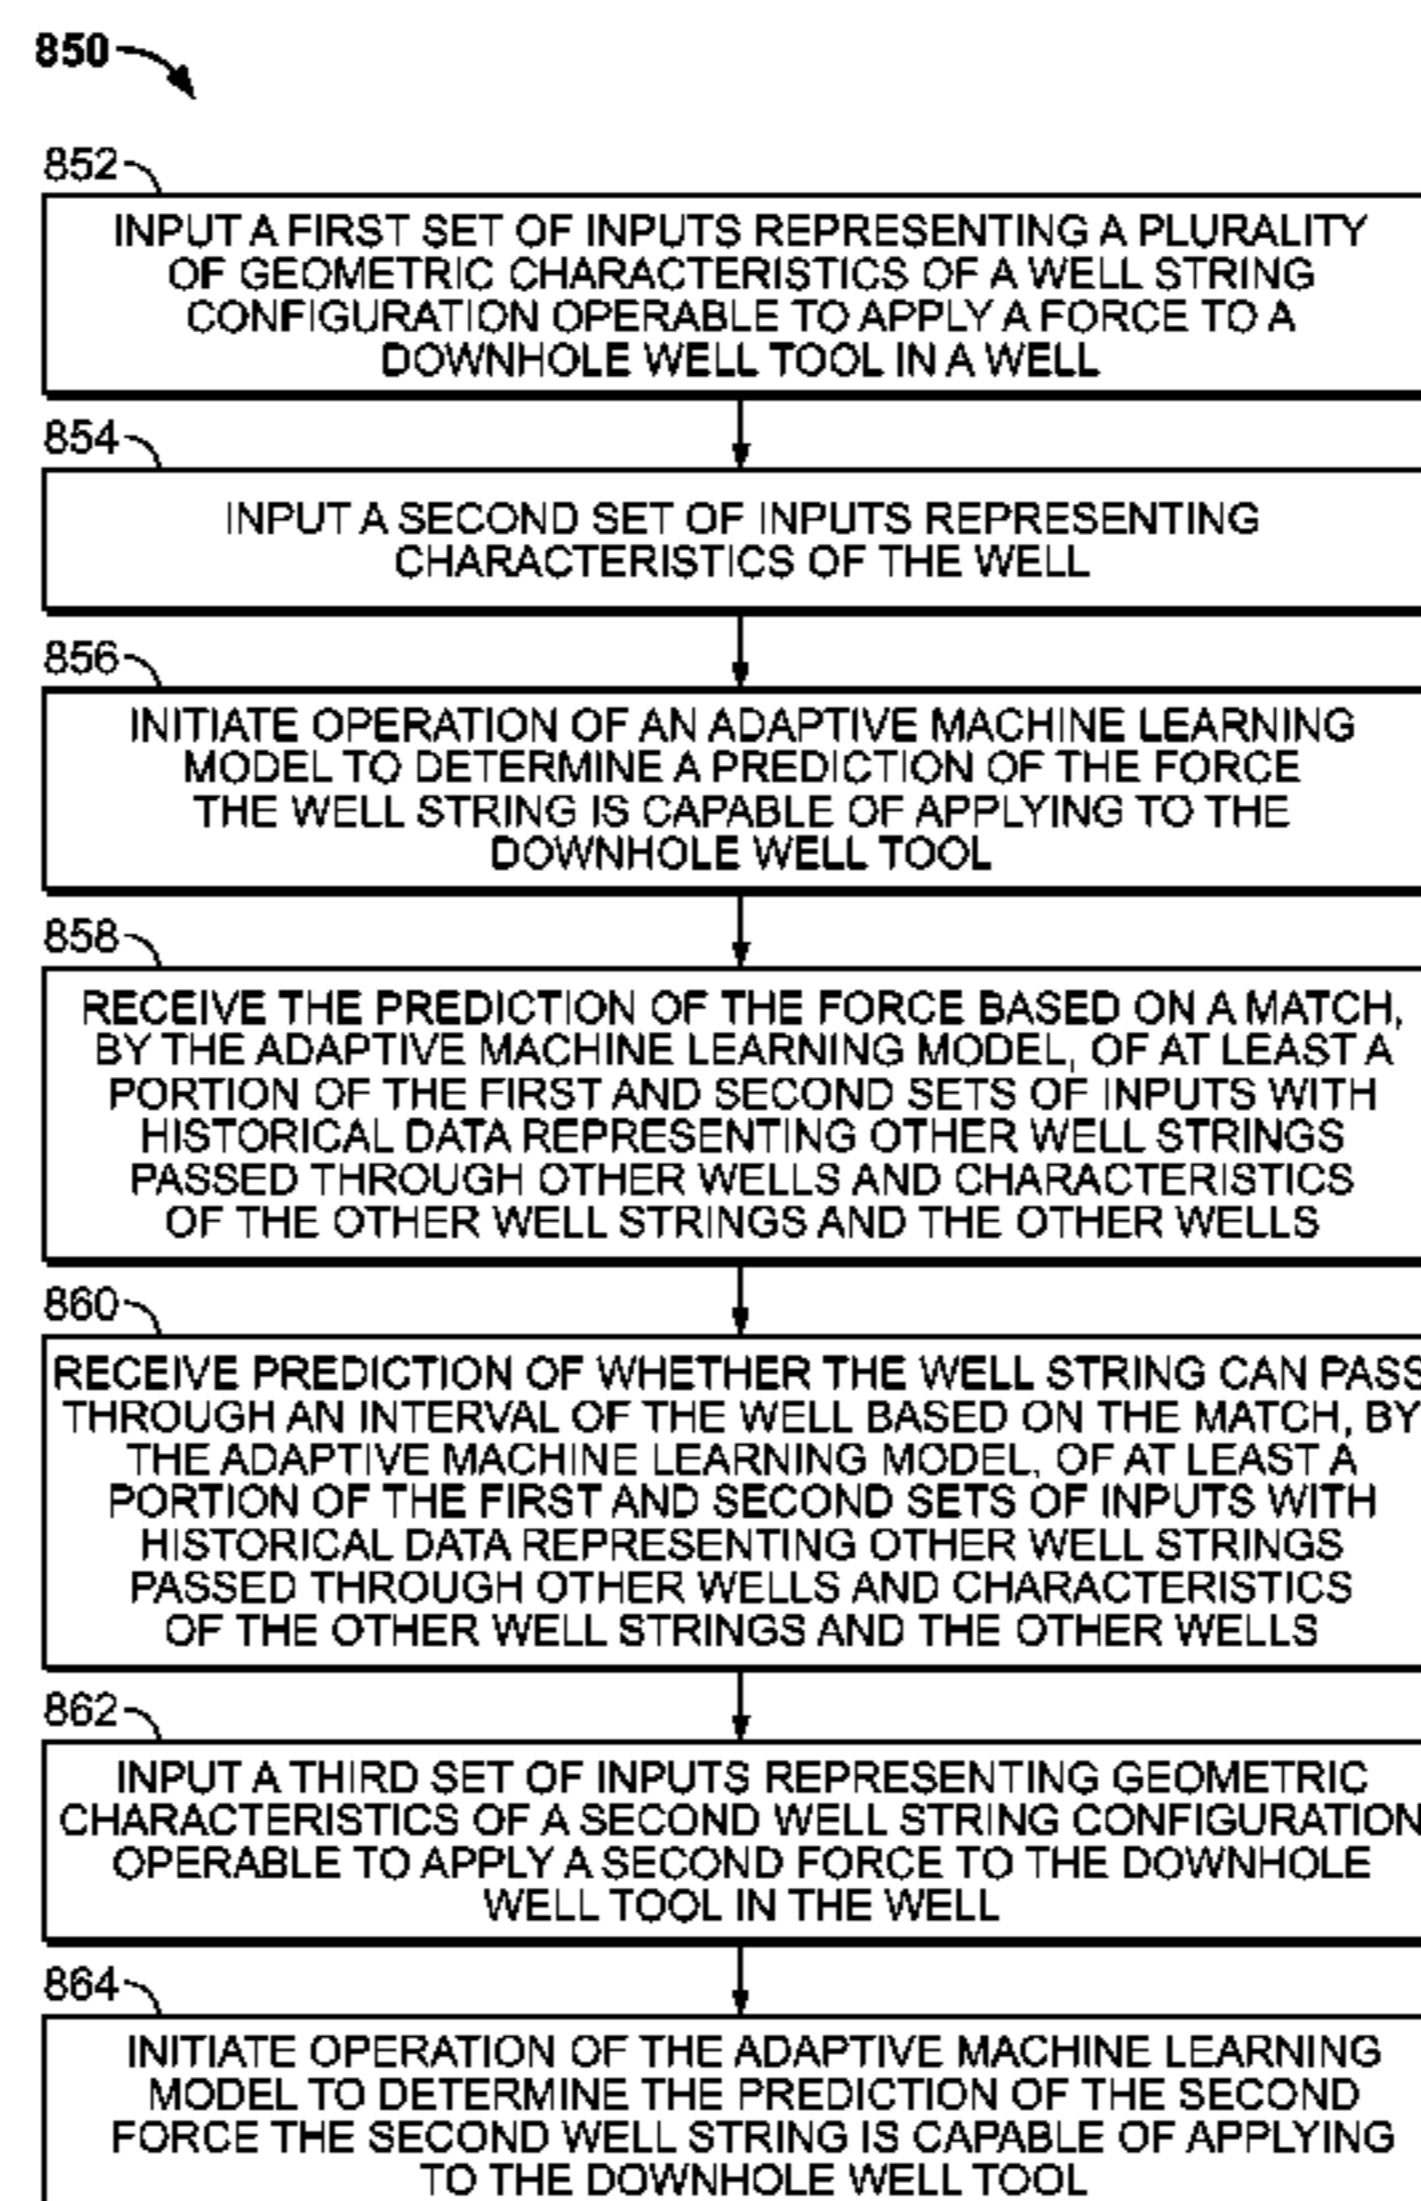 850
852
INPUT A FIRST SET OF INPUTS REPRESENTING A PLURALITY
OF GEOMETRIC CHARACTERISTICS OF A WELL STRING
CONFIGURATION OPERABLE TO APPLY A FORCE TO A
DOWNHOLE WELL TOOL IN A WELL
854
INPUT A SECOND SET OF INPUTS REPRESENTING
CHARACTERISTICS OF THE WELL
856
INITIATE OPERATION OF AN ADAPTIVE MACHINE LEARNING
MODEL TO DETERMINE A PREDICTION OF THE FORCE
THE WELL STRING IS CAPABLE OF APPLYING TO THE
DOWNHOLE WELL TOOL
858
RECEIVE THE PREDICTION OF THE FORCE BASED ON A MATCH,
BY THE ADAPTIVE MACHINE LEARNING MODEL, OF AT LEAST A
PORTION OF THE FIRST AND SECOND SETS OF INPUTS WITH
HISTORICAL DATA REPRESENTING OTHER WELL STRINGS
PASSED THROUGH OTHER WELLS AND CHARACTERISTICS
OF THE OTHER WELL STRINGS AND THE OTHER WELLS
860
RECEIVE PREDICTION OF WHETHER THE WELL STRING CAN PASS
THROUGH AN INTERVAL OF THE WELL BASED ON THE MATCH, BY
THE ADAPTIVE MACHINE LEARNING MODEL, OF AT LEAST A
PORTION OF THE FIRST AND SECOND SETS OF INPUTS WITH
HISTORICAL DATA REPRESENTING OTHER WELL STRINGS
PASSED THROUGH OTHER WELLS AND CHARACTERISTICS
OF THE OTHER WELL STRINGS AND THE OTHER WELLS
862
INPUT A THIRD SET OF INPUTS REPRESENTING GEOMETRIC
CHARACTERISTICS OF A SECOND WELL STRING CONFIGURATION
OPERABLE TO APPLY A SECOND FORCE TO THE DOWNHOLE
WELL TOOL IN THE WELL
864
INITIATE OPERATION OF THE ADAPTIVE MACHINE LEARNING
MODEL TO DETERMINE THE PREDICTION OF THE SECOND
FORCE THE SECOND WELL STRING IS CAPABLE OF APPLYING
TO THE DOWNHOLE WELL TOOL